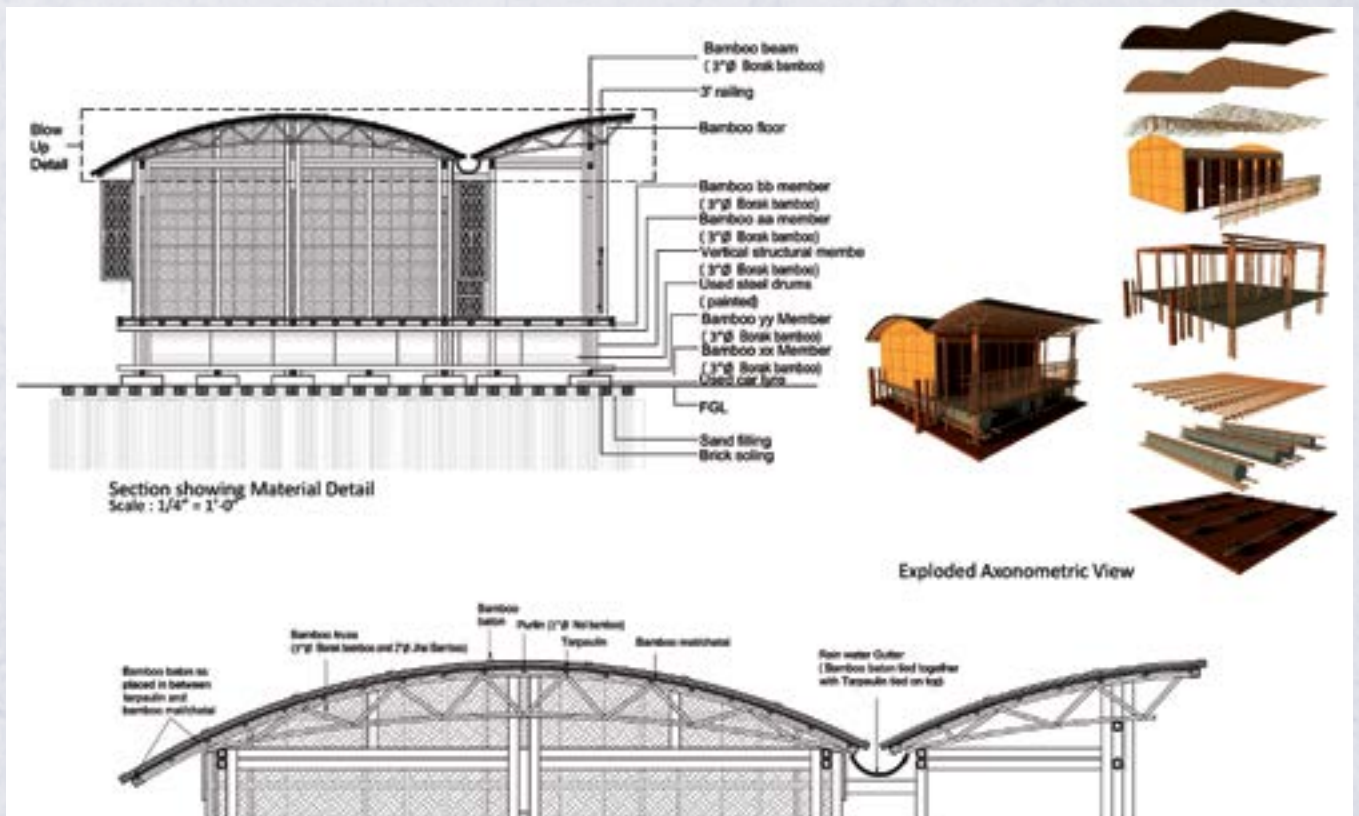 Bamboo beam
( 3"Ø Borak bamboo)
3' railing
Bamboo floor
Blow
Up
Detail
Bamboo bb member
( 3"Ø Borak bamboo)
Bamboo aa member
( 3"Ø Borak bamboo)
Vertical structural membe
( 3"Ø Borak bamboo)
Used steel drums
( painted)
Bamboo yy Member
( 3"Ø Borak bamboo)
Bamboo xx Member
( 3"Ø Borak bamboo)
Used car tyre
FGL
Sand filling
Brick soling
Section showing Material Detail
Scale : 1/4" = 1'-0"
Exploded Axonometric View
Bamboo truss
Bamboo
baton
Tarpaulin
Bamboo mat/chatai
Bamboo baton as
placed in between
tarpaulin and
bamboo mat/chatai
Rain water Gutter
( Bamboo baton tied together
with Tarpaulin tied on top)